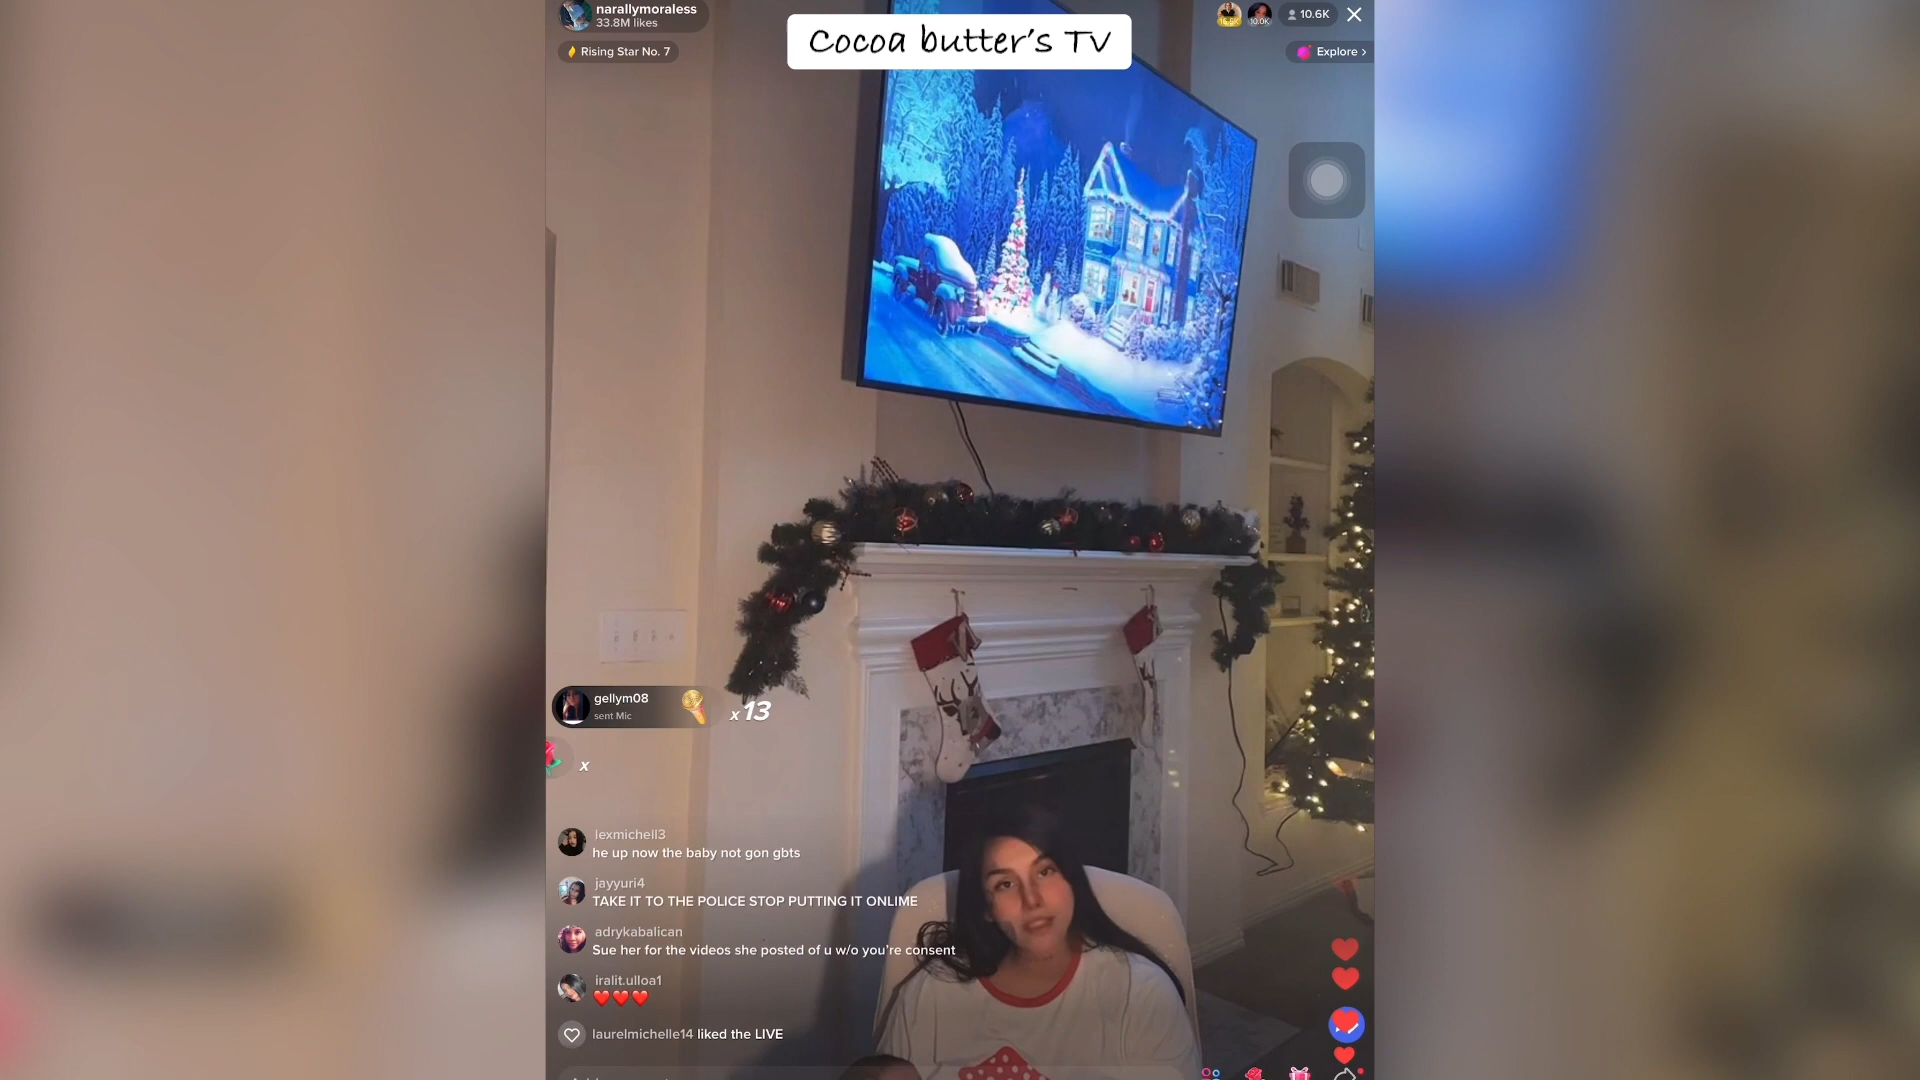 narallymoraless
33.8M likes
10.6K
Rising Star No. 7
Cocoa butter's TV
Explore >
gellym08
sent Mic
x 13
x
lexmichell3
he up now the baby not gon gbts
jayyuri4
TAKE IT TO THE POLICE STOP PUTTING IT ONLIME
adrykabalican
Sue her for the videos she posted of u w/o you're consent
iralit.ulloa1
❤️❤️❤️
laurelmichelle14 liked the LIVE